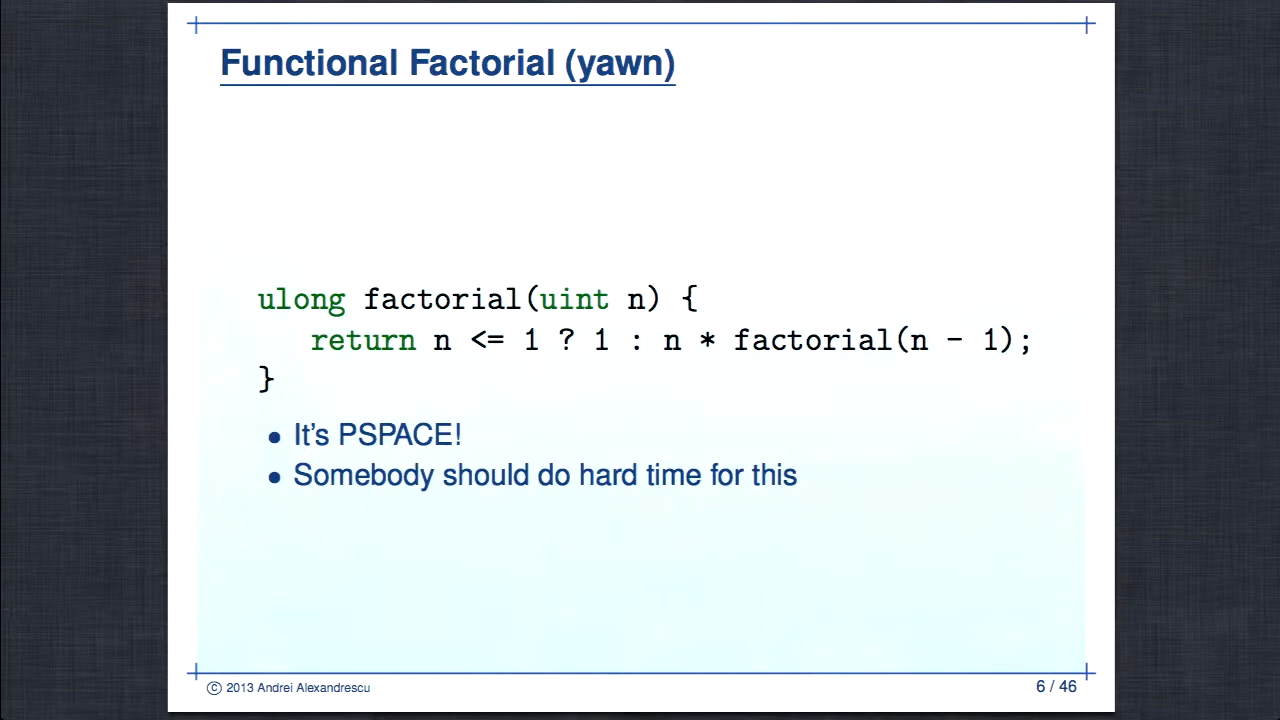 Functional Factorial (yawn)
ulong factorial(uint n) {
return n <= 1 ? 1 : n * factorial(n - 1);
}
• It's PSPACE!
• Somebody should do hard time for this
© 2013 Andrei Alexandrescu
6 / 46